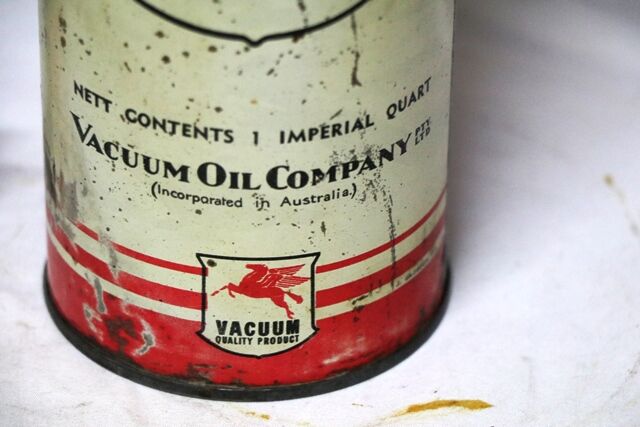 NETT CONTENTS 1 IMPERIAL QUART
VACUUM OIL COMPANY PTY. LTD
(Incorporated in Australia.)
VACUUM
QUALITY PRODUCT